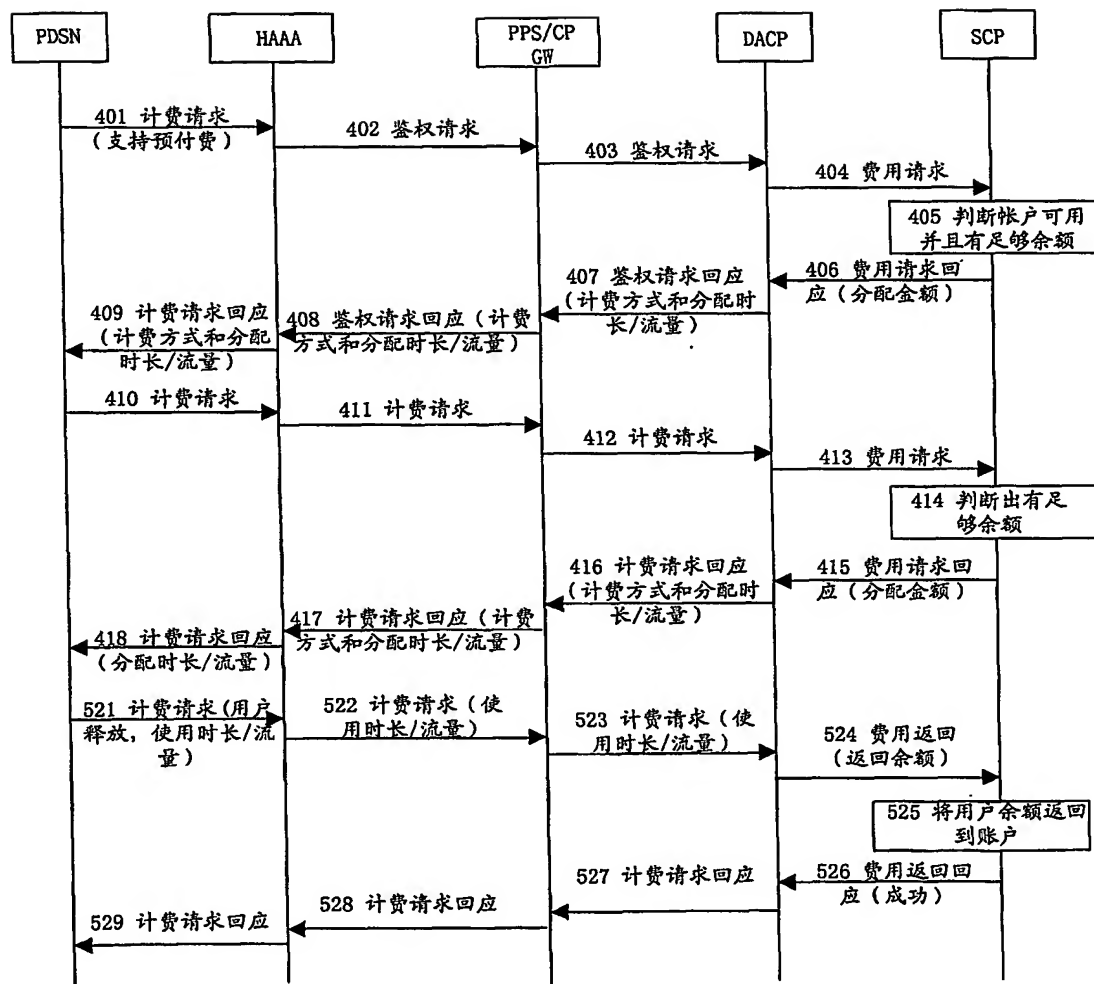 PDSN
HAAA
PPS/CP
GW
DACP
SCP
401 计费请求
(支持预付费)
402 鉴权请求
403 鉴权请求
404 费用请求
405 判断帐户可用
并且有足够余额
406 费用请求回
应(分配金额)
407 鉴权请求回应
(计费方式和分配时
长/流量)
408 鉴权请求回应(计费
方式和分配时长/流量)
409 计费请求回应
(计费方式和分配
时长/流量)
410 计费请求
411 计费请求
412 计费请求
413 费用请求
414 判断出有足
够余额
415 费用请求回
应(分配金额)
416 计费请求回应
(计费方式和分配时
长/流量)
417 计费请求回应(计费
方式和分配时长/流量)
418 计费请求回应
(分配时长/流量)
521 计费请求(用户
释放，使用时长/流
量)
522 计费请求(使
用时长/流量)
523 计费请求(使
用时长/流量)
524 费用返回
(返回余额)
525 将用户余额返回
到账户
526 费用返回回
应(成功)
527 计费请求回应
528 计费请求回应
529 计费请求回应